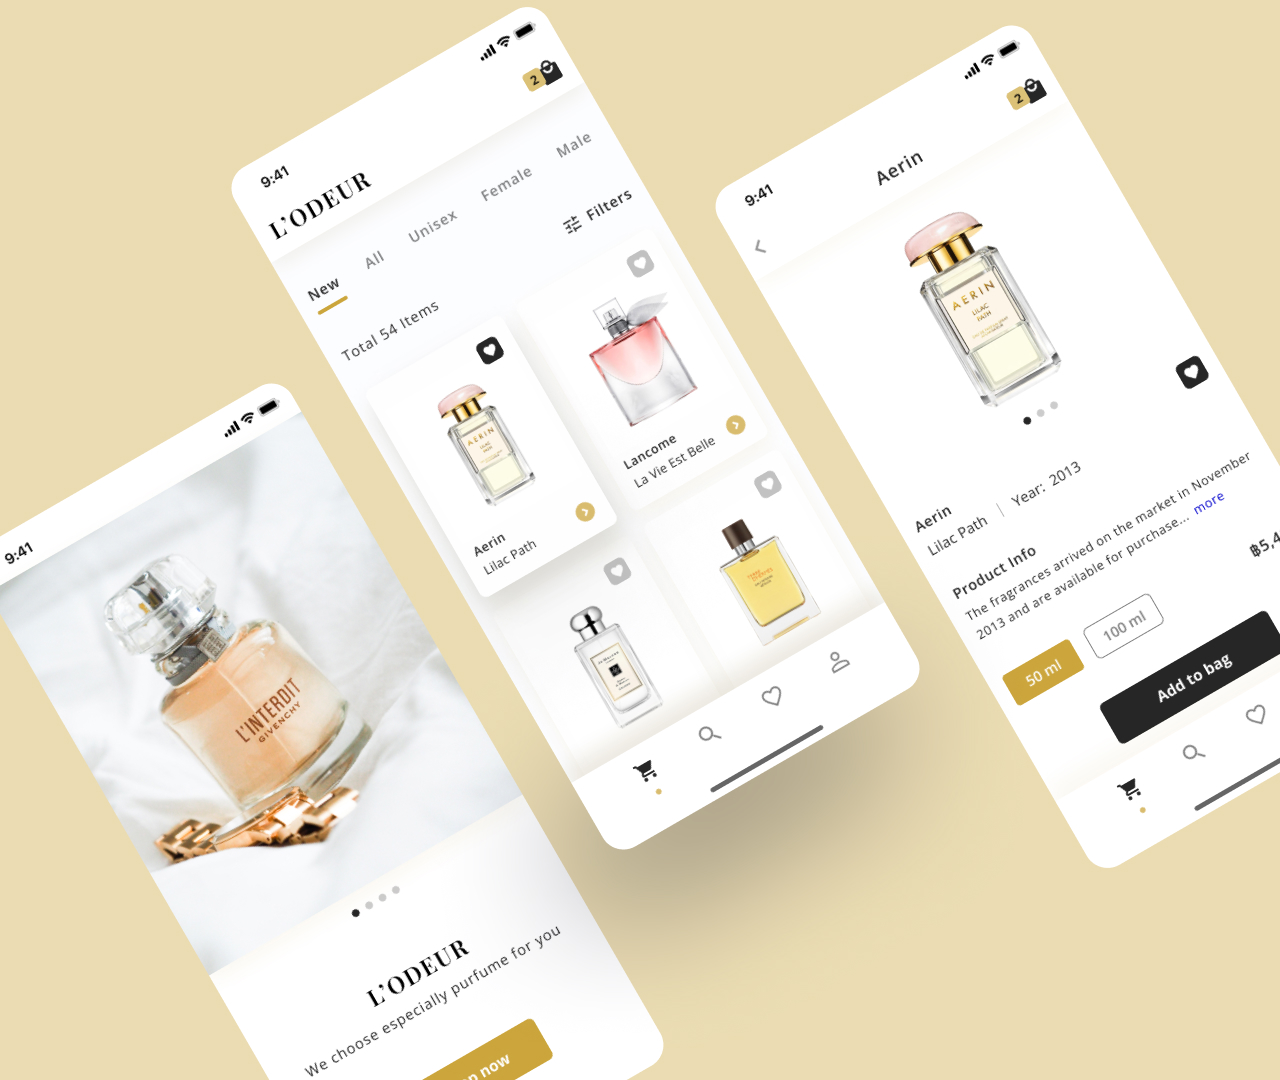 9:41
L'INTERDIT
GIVENCHY
L'ODEUR
We choose especially purfume for you
now
9:41
2
L'ODEUR
New
All
Unisex
Female
Male
Filters
Total 54 Items
AERIN
LILAC
PATH
Aerin
Lilac Path
Lancome
La Vie Est Belle
9:41
2
Aerin
AERIN
LILAC
PATH
Aerin
Lilac Path | Year: 2013
Product Info
The fragrances arrived on the market in November
2013 and are available for purchase... more
฿5,4
50 ml
100 ml
Add to bag